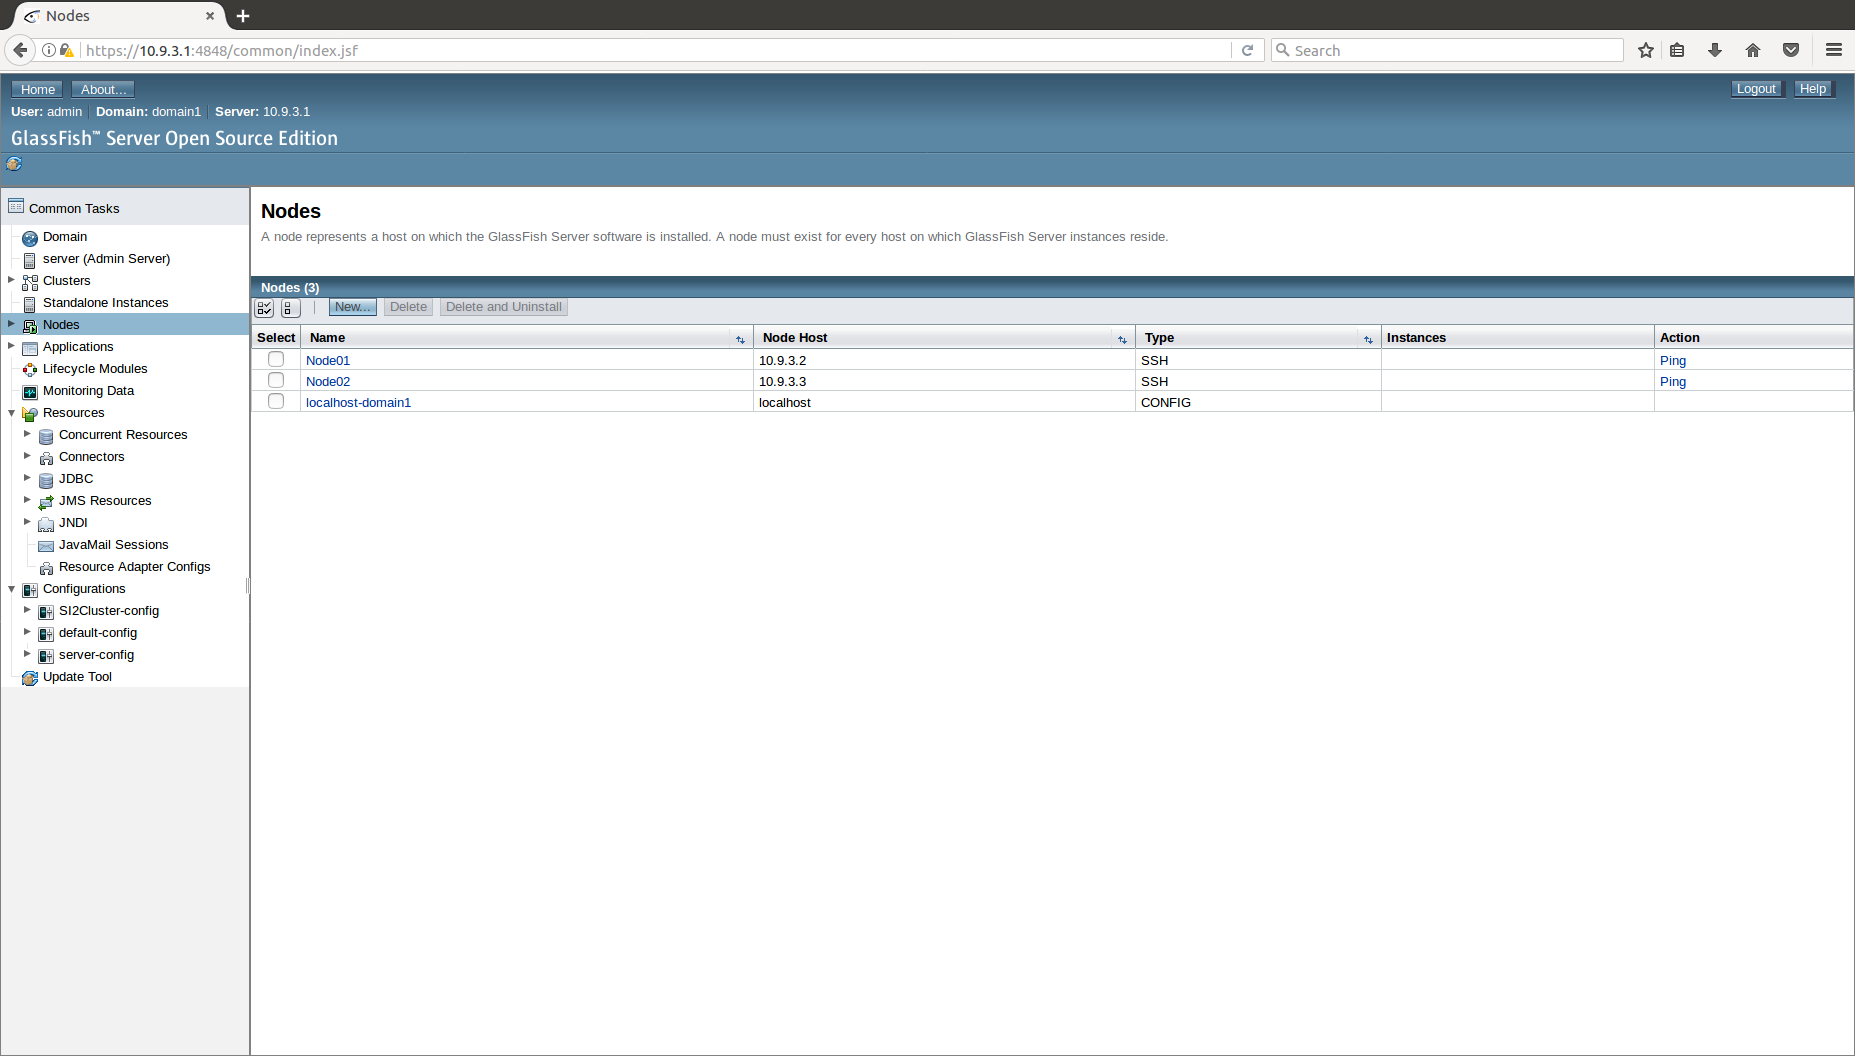 Nodes
https://10.9.3.1:4848/common/index.jsf
Search
Home About...
Logout Help
User: admin Domain: domain1 Server: 10.9.3.1
GlassFish™ Server Open Source Edition
Common Tasks
Domain
server (Admin Server)
Clusters
Standalone Instances
Nodes
Applications
Lifecycle Modules
Monitoring Data
Resources
Concurrent Resources
Connectors
JDBC
JMS Resources
JNDI
JavaMail Sessions
Resource Adapter Configs
Configurations
SI2Cluster-config
default-config
server-config
Update Tool
Nodes
A node represents a host on which the GlassFish Server software is installed. A node must exist for every host on which GlassFish Server instances reside.
Nodes (3)
New... Delete Delete and Uninstall
Select Name Node Host Type Instances Action
Node01 10.9.3.2 SSH Ping
Node02 10.9.3.3 SSH Ping
localhost-domain1 localhost CONFIG